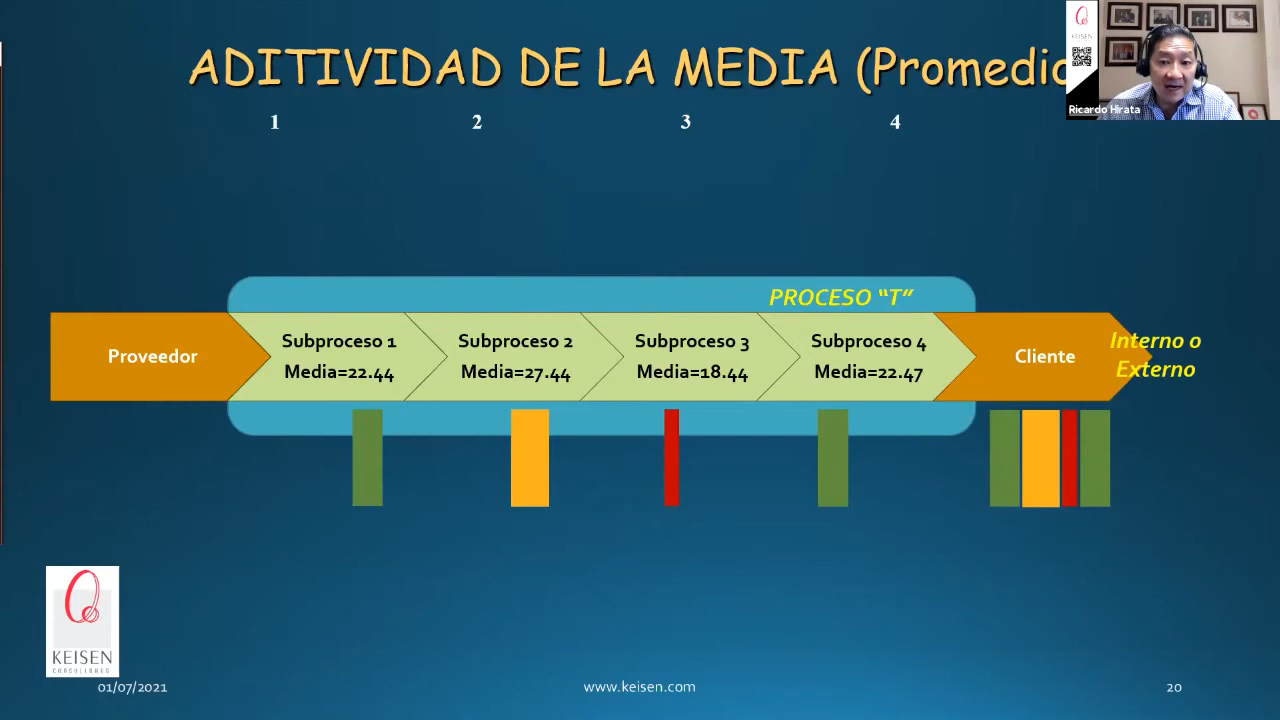 ADITIVIDAD DE LA MEDIA (Promedio
KEISEN
Ricardo Hirata
1 2 3 4
PROCESO “T”
Proveedor
Subproceso 1
Media=22.44
Subproceso 2
Media=27.44
Subproceso 3
Media=18.44
Subproceso 4
Media=22.47
Cliente
Interno o
Externo
KEISEN
CONSULTORES
01/07/2021
www.keisen.com
20